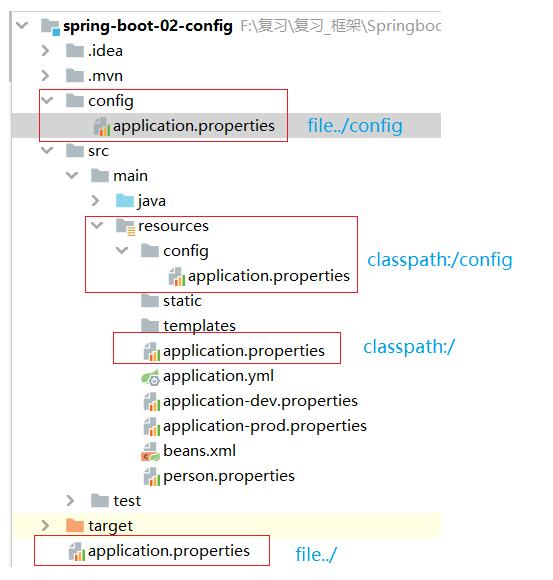 spring-boot-02-config F:\复习\复习_框架\Springboo
.idea
.mvn
config
application.properties file../config
src
main
java
resources
config
application.properties classpath:/config
static
templates
application.properties classpath:/
application.yml
application-dev.properties
application-prod.properties
beans.xml
person.properties
test
target
application.properties file../